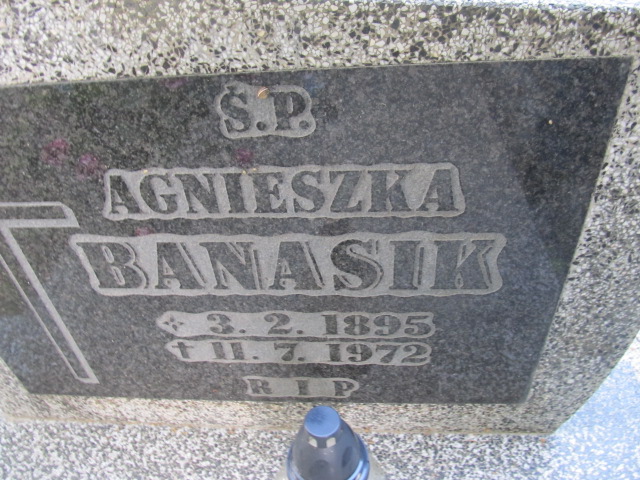 Ś.P.
AGNIESZKA
BANASIK
✢ 3. 2. 1895
✝ 11. 7. 1972
R I P